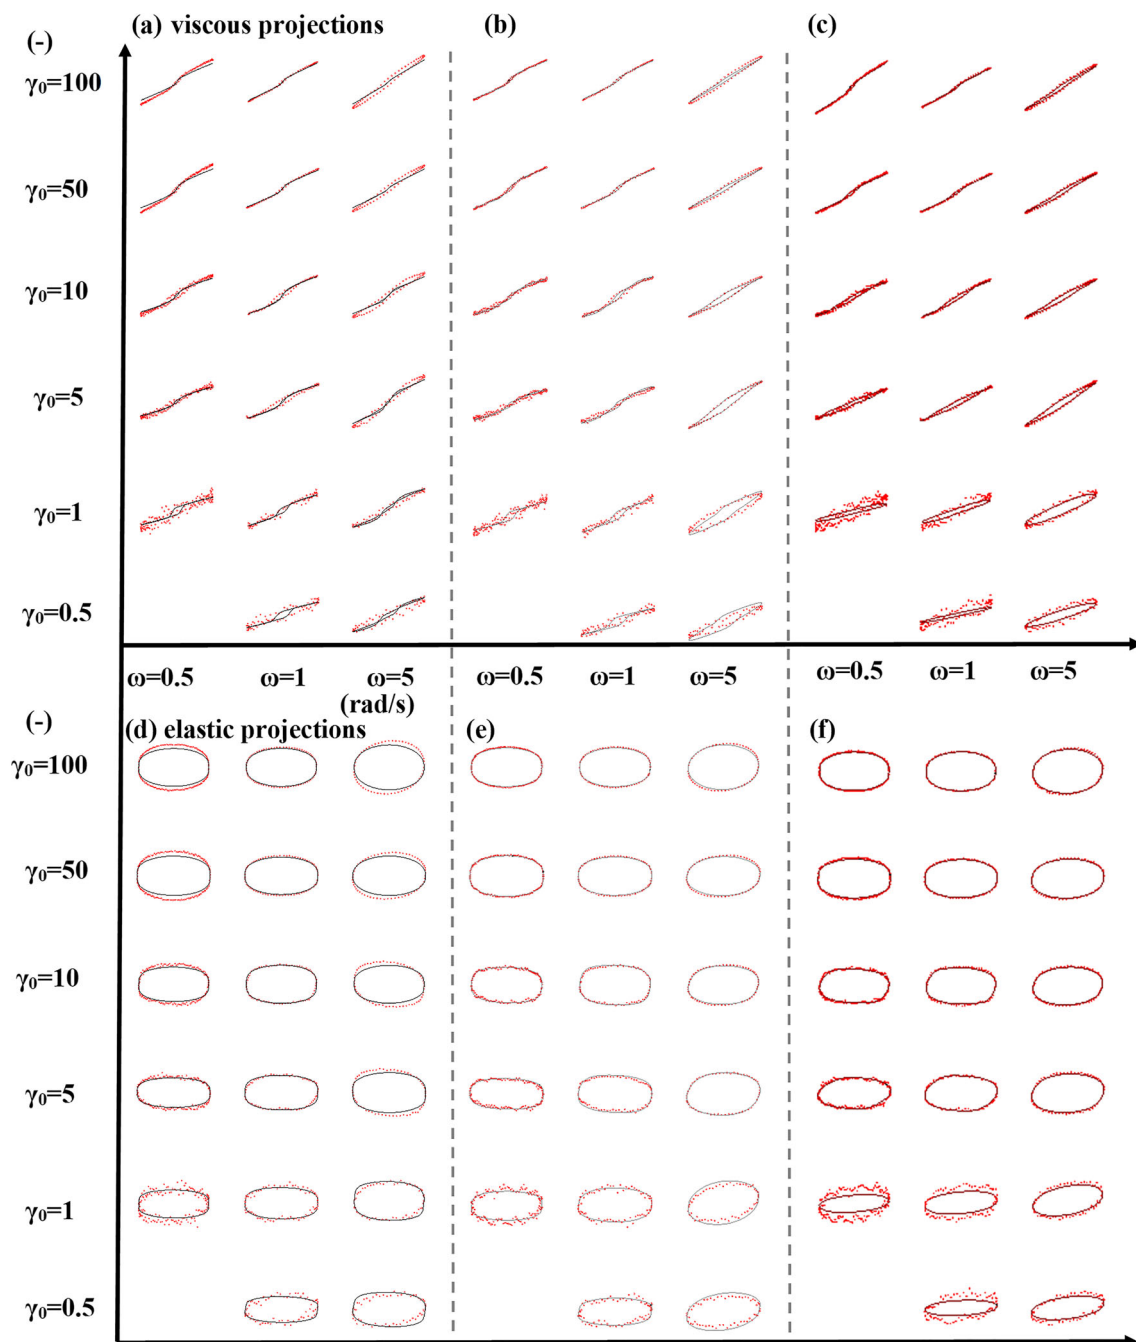 (a) viscous projections (b) (c)
(-)
γ₀=100
γ₀=50
γ₀=10
γ₀=5
γ₀=1
γ₀=0.5
ω=0.5 ω=1 ω=5 ω=0.5 ω=1 ω=5 ω=0.5 ω=1 ω=5
(rad/s)
(-)
(d) elastic projections (e) (f)
γ₀=100
γ₀=50
γ₀=10
γ₀=5
γ₀=1
γ₀=0.5